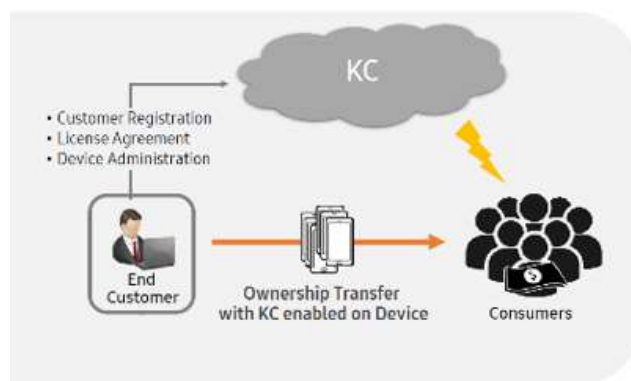 KC
• Customer Registration
• License Agreement
• Device Administration
End
Customer
Ownership Transfer
with KC enabled on Device
$
Consumers